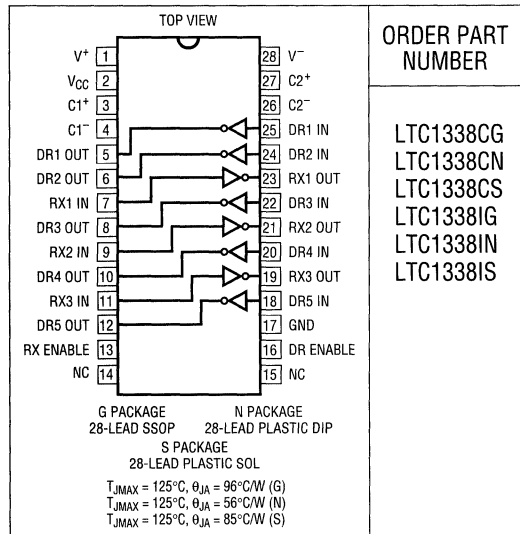 TOP VIEW
V+ 1
VCC 2
C1+ 3
C1− 4
DR1 OUT 5
DR2 OUT 6
RX1 IN 7
DR3 OUT 8
RX2 IN 9
DR4 OUT 10
RX3 IN 11
DR5 OUT 12
RX ENABLE 13
NC 14
28 V−
27 C2+
26 C2−
25 DR1 IN
24 DR2 IN
23 RX1 OUT
22 DR3 IN
21 RX2 OUT
20 DR4 IN
19 RX3 OUT
18 DR5 IN
17 GND
16 DR ENABLE
15 NC
G PACKAGE
28-LEAD SSOP
N PACKAGE
28-LEAD PLASTIC DIP
S PACKAGE
28-LEAD PLASTIC SOL
TJMAX = 125°C, θJA = 96°C/W (G)
TJMAX = 125°C, θJA = 56°C/W (N)
TJMAX = 125°C, θJA = 85°C/W (S)
ORDER PART
NUMBER
LTC1338CG
LTC1338CN
LTC1338CS
LTC1338IG
LTC1338IN
LTC1338IS